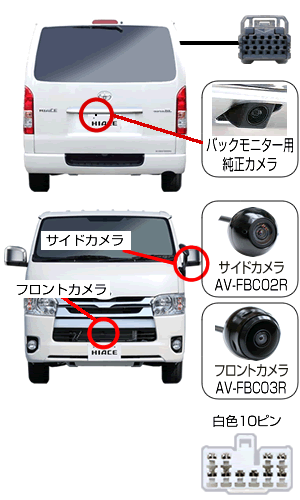 HIACE
HIACE
バックモニター用
純正カメラ
サイドカメラ
フロントカメラ
HIACE
サイドカメラ
AV-FBC02R
フロントカメラ
AV-FBC03R
白色10ピン